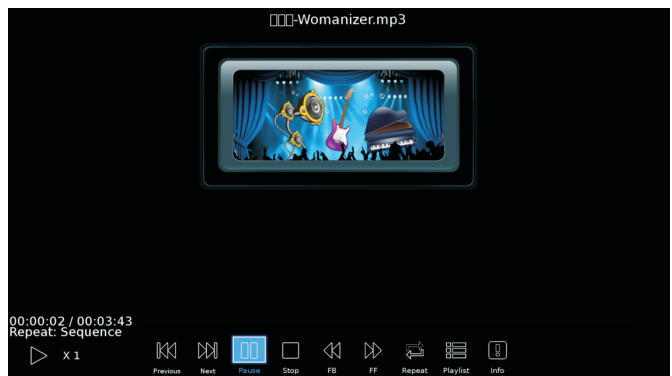 ▯▯▯-Womanizer.mp3
00:00:02 / 00:03:43
Repeat: Sequence
X 1
Previous Next Pause Stop FB FF Repeat Playlist Info